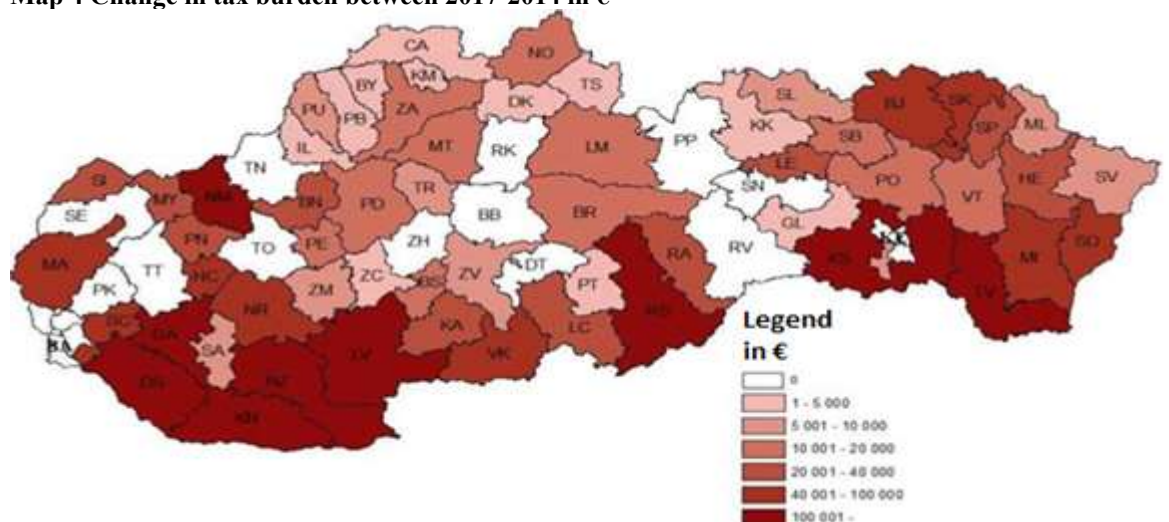 Map 4 Change in tax burden between 2017-2014 in €
CA
NO
KM
BY
TS
PU
PB
ZA
DK
SL
BJ
SK
KK
SP
ML
IL
MT
RK
LM
PP
SB
TN
LE
SI
TR
SN
PO
VT
HE
SV
MY
NM
BN
PD
BB
BR
SE
GL
PN
TO
PE
ZH
RV
RA
MA
TT
DT
KS
SO
MI
NC
ZC
ZV
PT
PK
ZM
BS
RS
TV
NR
SC
GA
KA
LC
BA
SA
LV
VK
DS
NZ
KN
Legend
in €
0
1 - 5 000
5 001 - 10 000
10 001 - 20 000
20 001 - 40 000
40 001 - 100 000
100 001 -